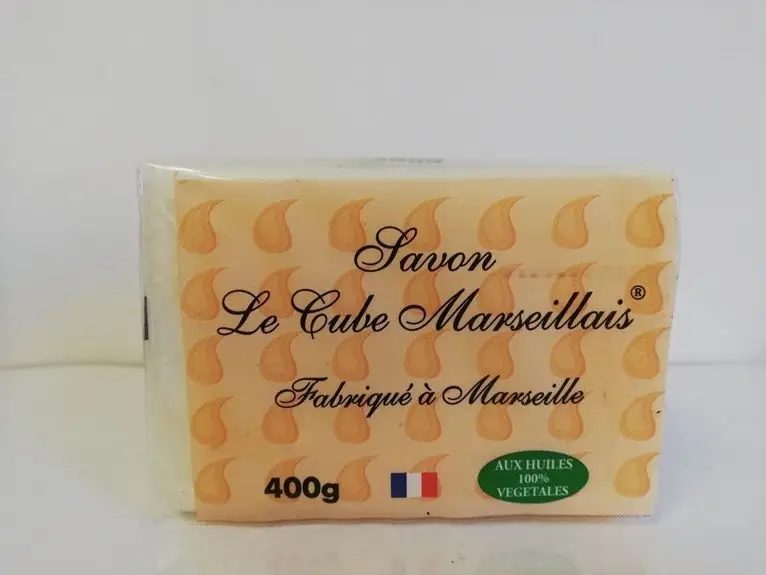 Savon
Le Cube Marseillais®
Fabriqué à Marseille
400g
AUX HUILES
100%
VEGETALES